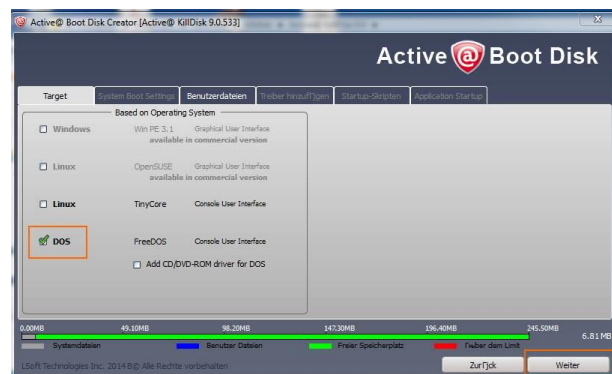 Active@ Boot Disk Creator [Active@ KillDisk 9.0.533]
Active@ Boot Disk
Target System Boot Settings Benutzerdateien Treiber hinzufГјgen Startup-Skripten Application Startup
Based on Operating System
Windows Win PE 3.1 Graphical User Interface
available in commercial version
Linux OpenSUSE Graphical User Interface
available in commercial version
Linux TinyCore Console User Interface
DOS FreeDOS Console User Interface
Add CD/DVD-ROM driver for DOS
0.00MB 49.10MB 98.20MB 147.30MB 196.40MB 245.50MB
6.81 MB
Systemdateien Benutzer Dateien Freier Speicherplatz dem Limit
LSoft Technologies Inc. 2014 В© Alle Rechte vorbehalten
ZurГјck Weiter